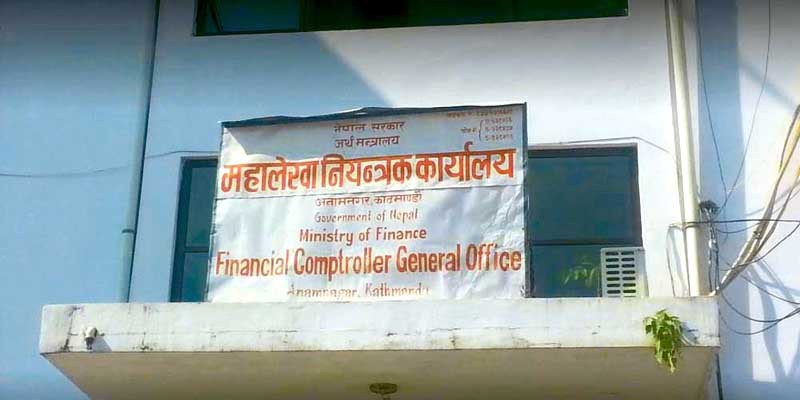 नेपाल सरकार
अर्थ मन्त्रालय
महालेखा नियन्त्रक कार्यालय
अनामनगर, काठमाण्डौ
Government of Nepal
Ministry of Finance
Financial Comptroller General Office
Anamnagar, Kathmandu